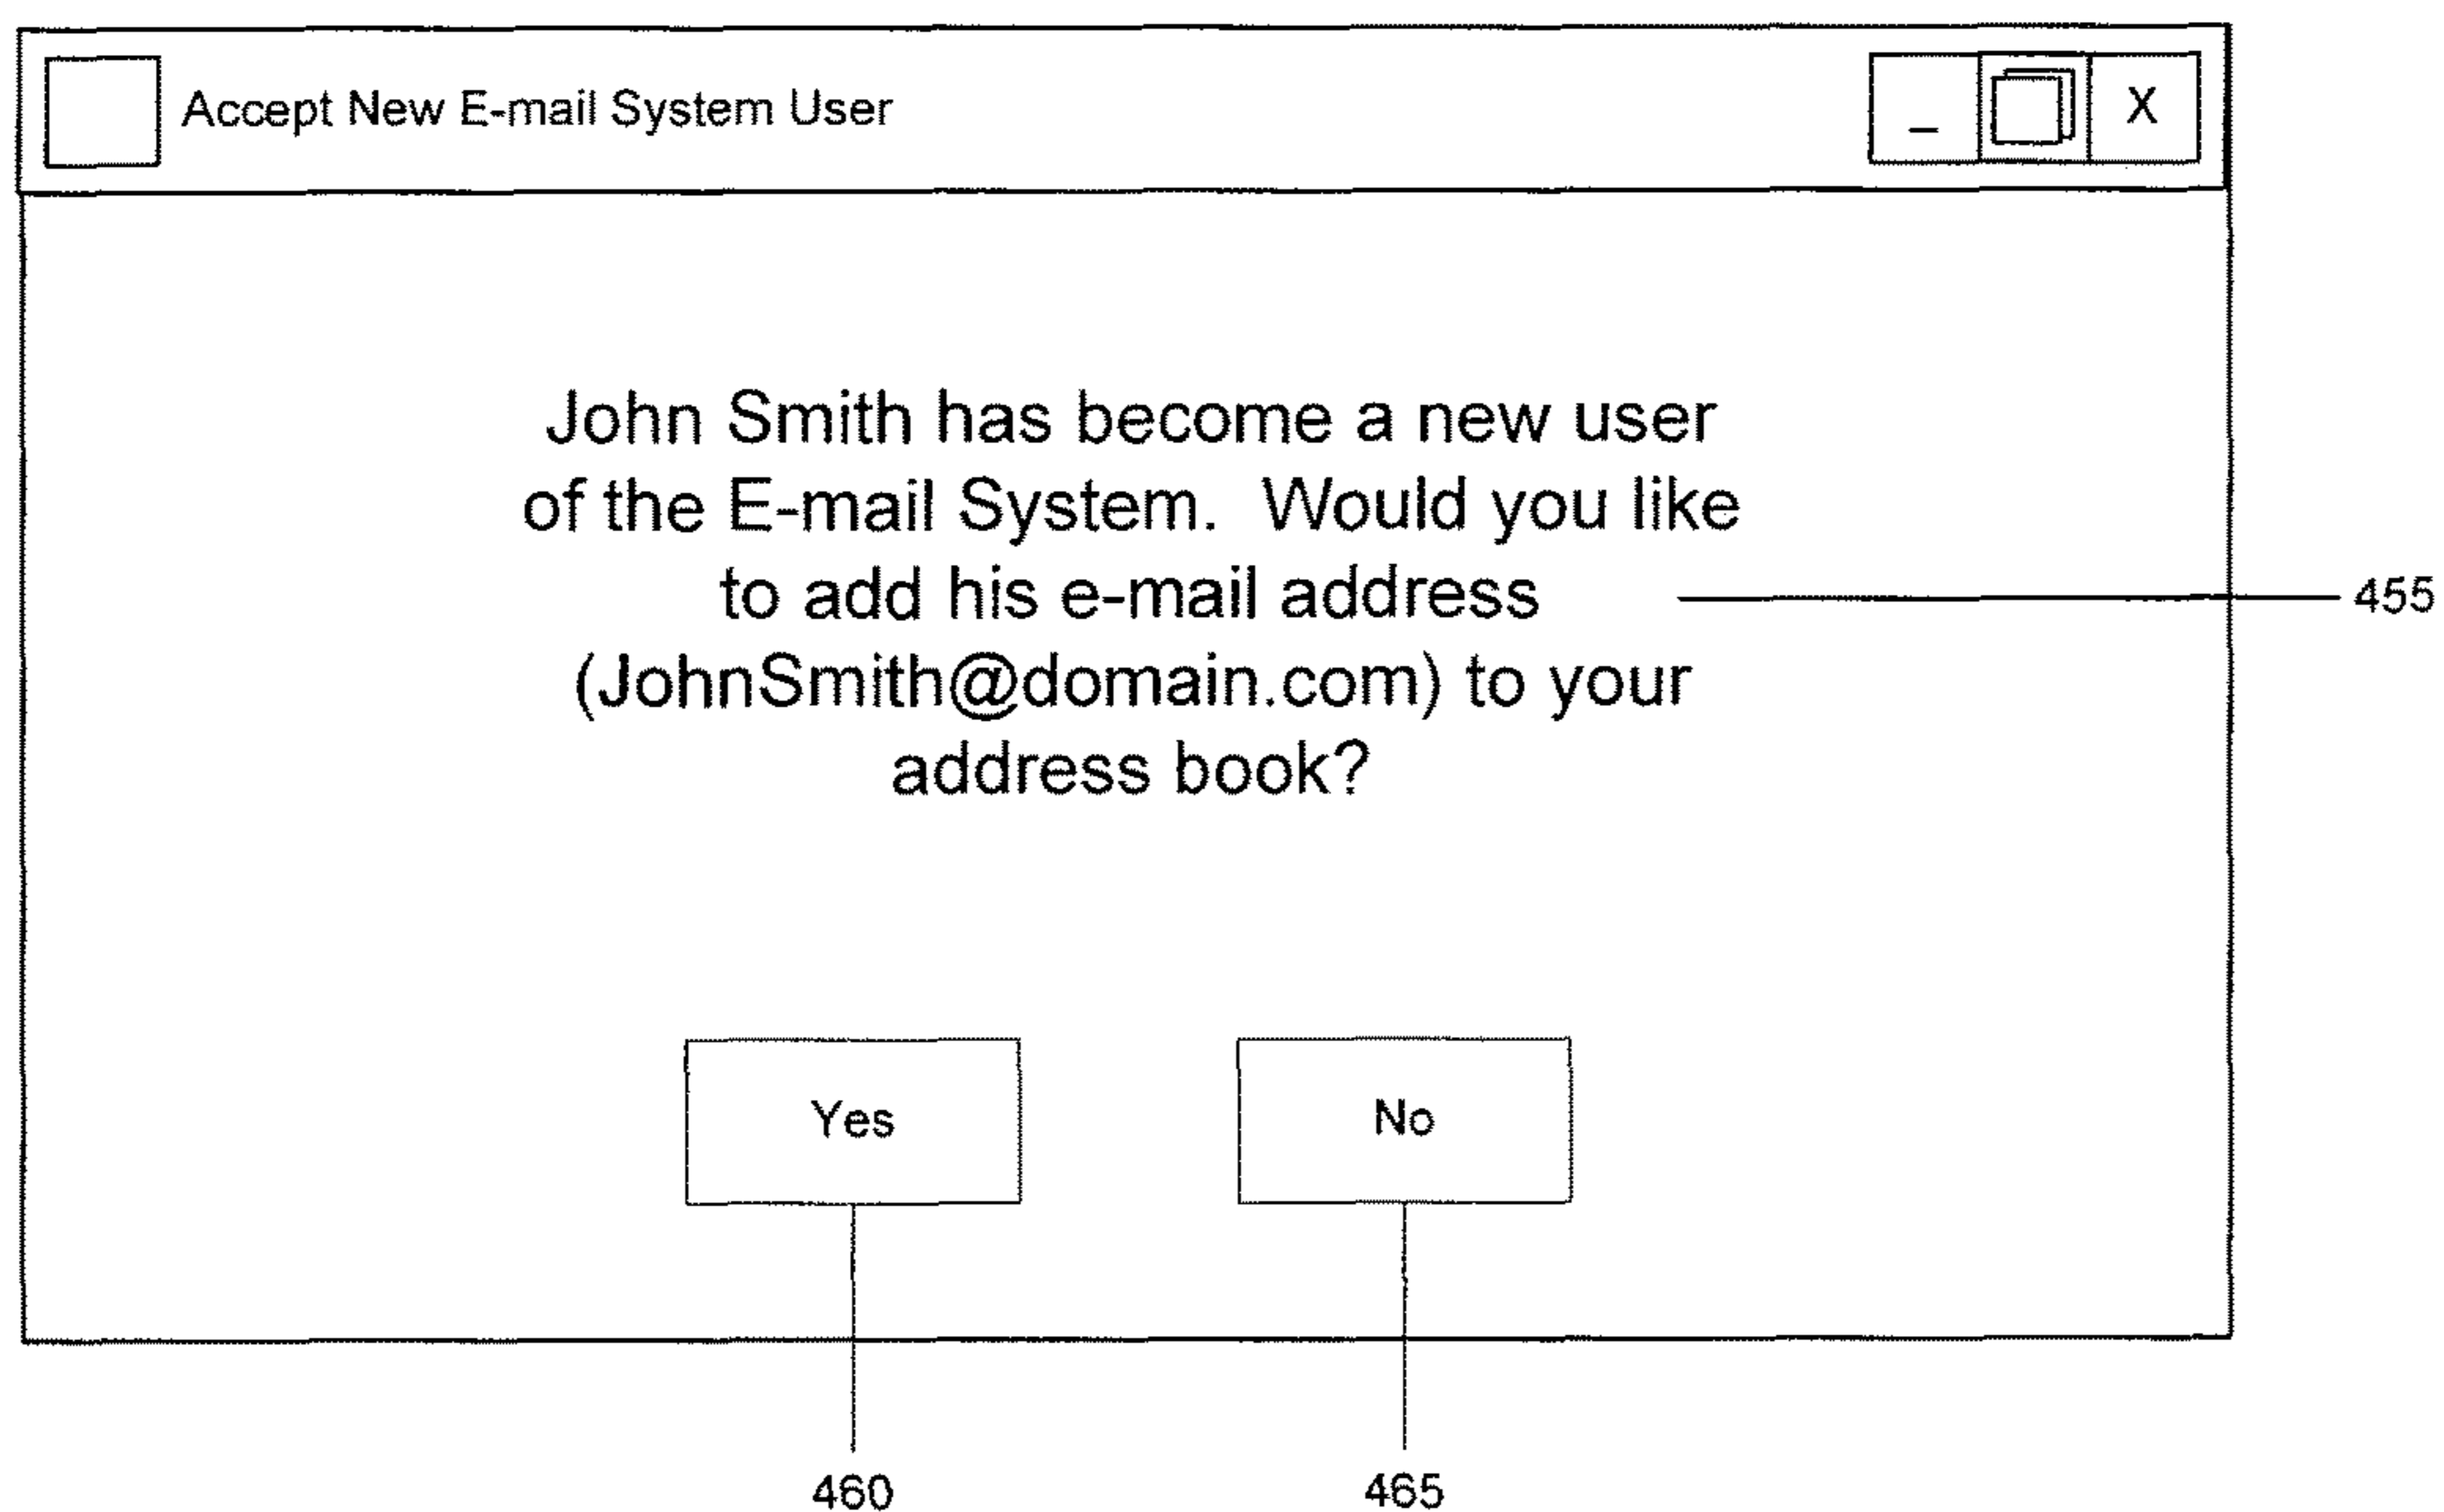 Accept New E-mail System User
_ X
John Smith has become a new user
of the E-mail System. Would you like
to add his e-mail address
455
(JohnSmith@domain.com) to your
address book?
Yes No
460 465